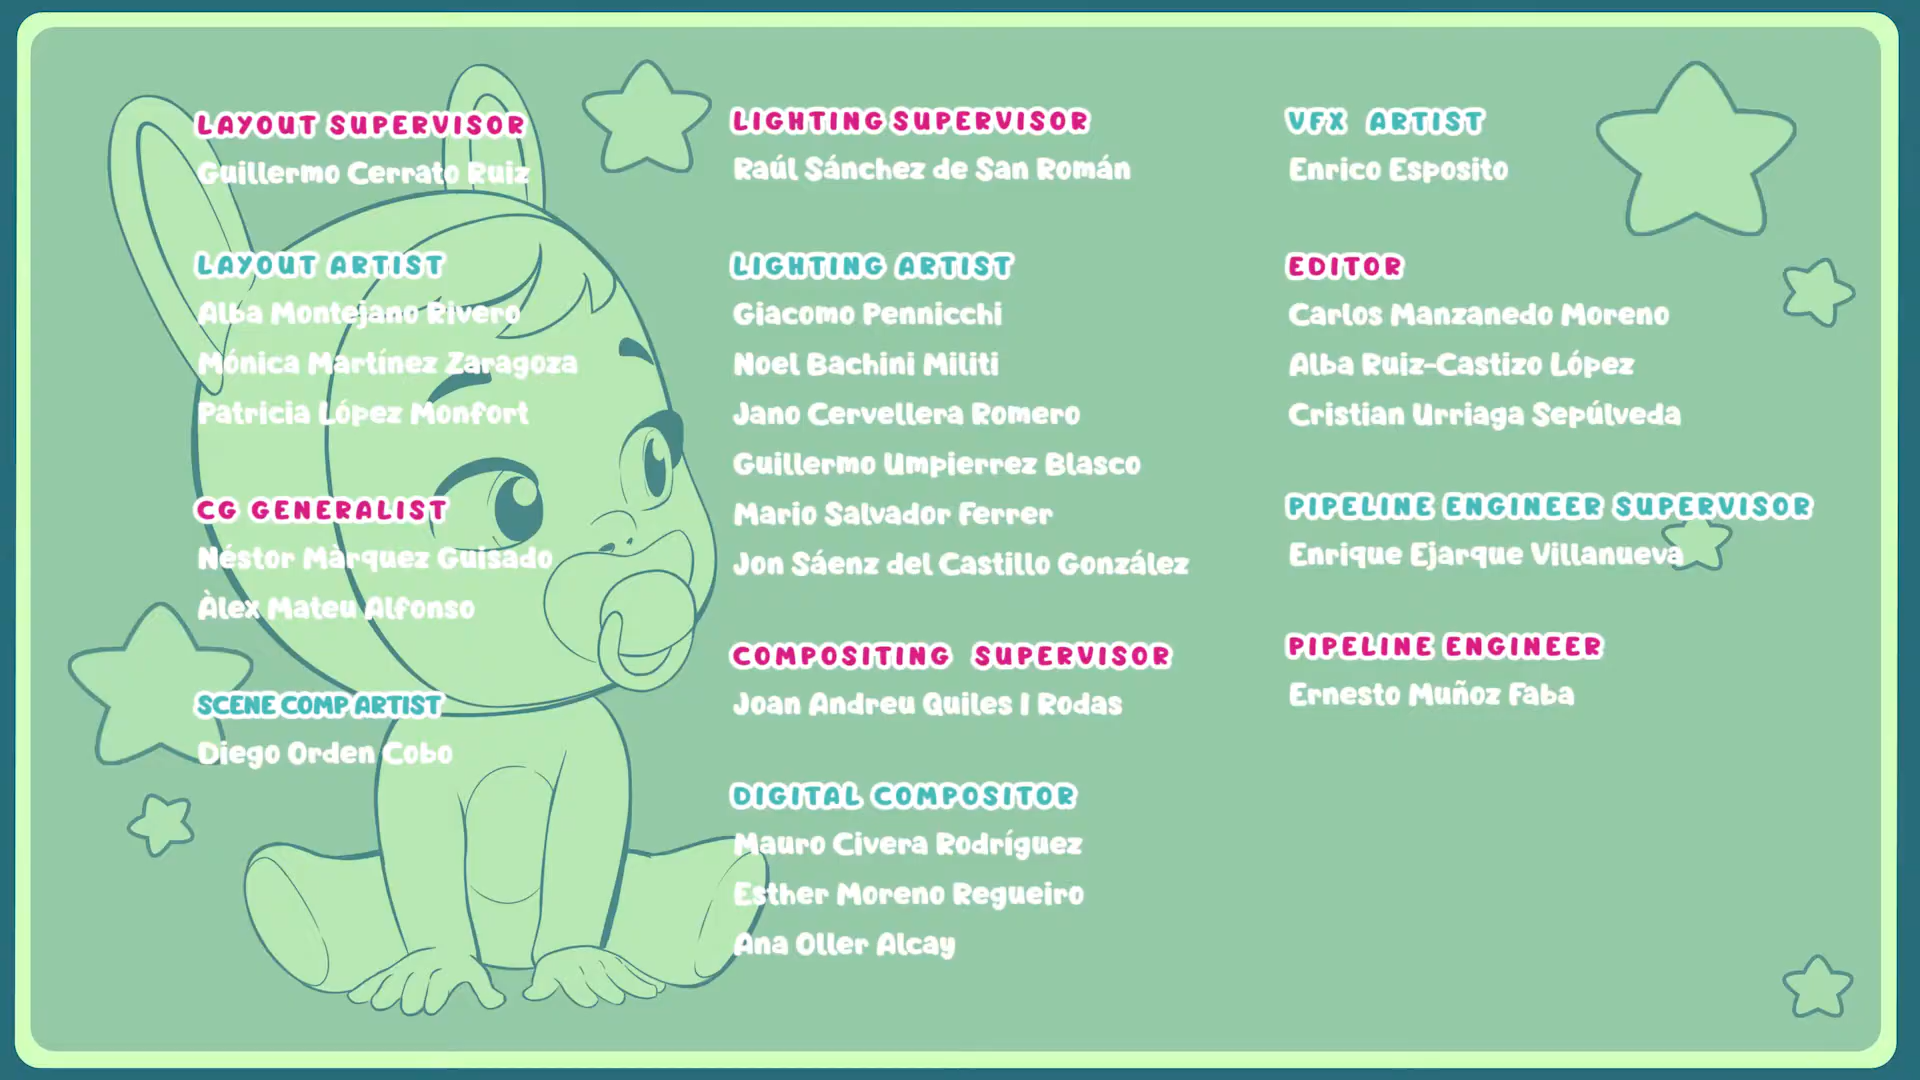 LAYOUT SUPERVISOR
Guillermo Cerrato Ruiz
LAYOUT ARTIST
Alba Montejano Rivero
Mónica Martínez Zaragoza
Patricia López Monfort
CG GENERALIST
Néstor Màrquez Guisado
Àlex Mateu Alfonso
SCENE COMP ARTIST
Diego Orden Cobo
LIGHTING SUPERVISOR
Raúl Sánchez de San Román
LIGHTING ARTIST
Giacomo Pennicchi
Noel Bachini Militi
Jano Cervellera Romero
Guillermo Umpierrez Blasco
Mario Salvador Ferrer
Jon Sáenz del Castillo González
COMPOSITING SUPERVISOR
Joan Andreu Quiles I Rodas
DIGITAL COMPOSITOR
Mauro Civera Rodríguez
Esther Moreno Regueiro
Ana Oller Alcay
VFX ARTIST
Enrico Esposito
EDITOR
Carlos Manzanedo Moreno
Alba Ruiz-Castizo López
Cristian Urriaga Sepúlveda
PIPELINE ENGINEER SUPERVISOR
Enrique Ejarque Villanueva
PIPELINE ENGINEER
Ernesto Muñoz Faba